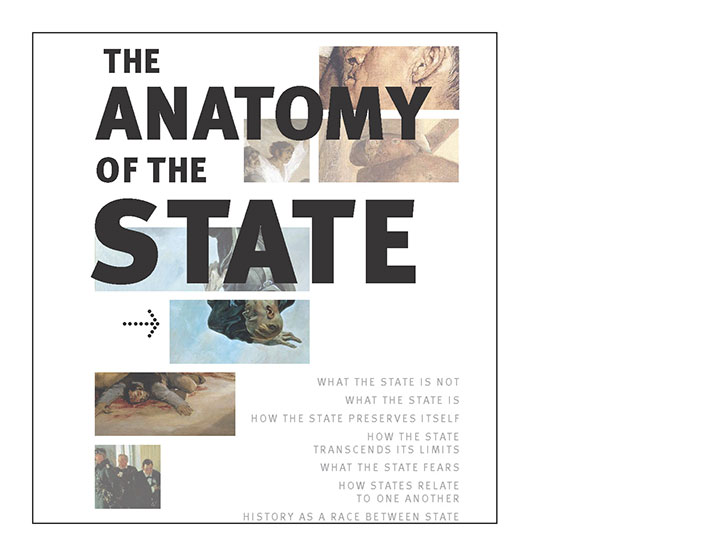 THE
ANATOMY
OF THE
STATE
WHAT THE STATE IS NOT
WHAT THE STATE IS
HOW THE STATE PRESERVES ITSELF
HOW THE STATE
TRANSCENDS ITS LIMITS
WHAT THE STATE FEARS
HOW STATES RELATE
TO ONE ANOTHER
HISTORY AS A RACE BETWEEN STATE